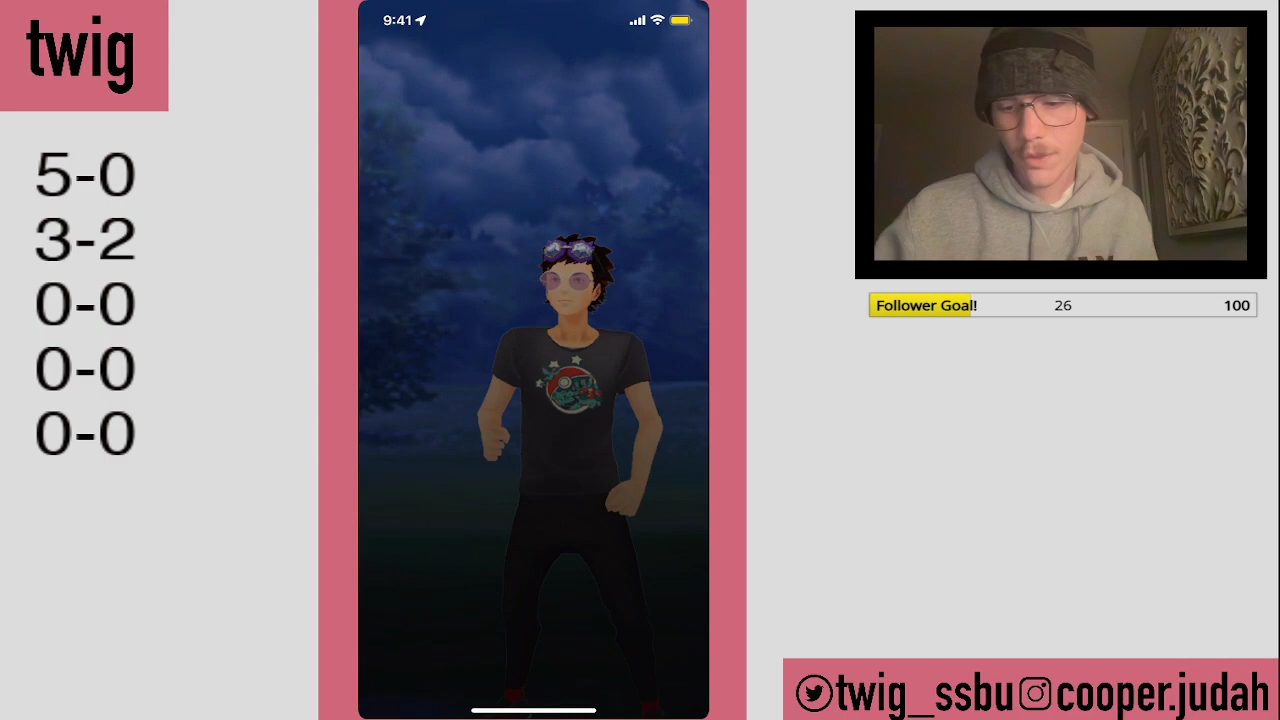 twig
5-0
3-2
0-0
0-0
0-0
9:41
Follower Goal! 26 100
twig_ssbu cooper.judah